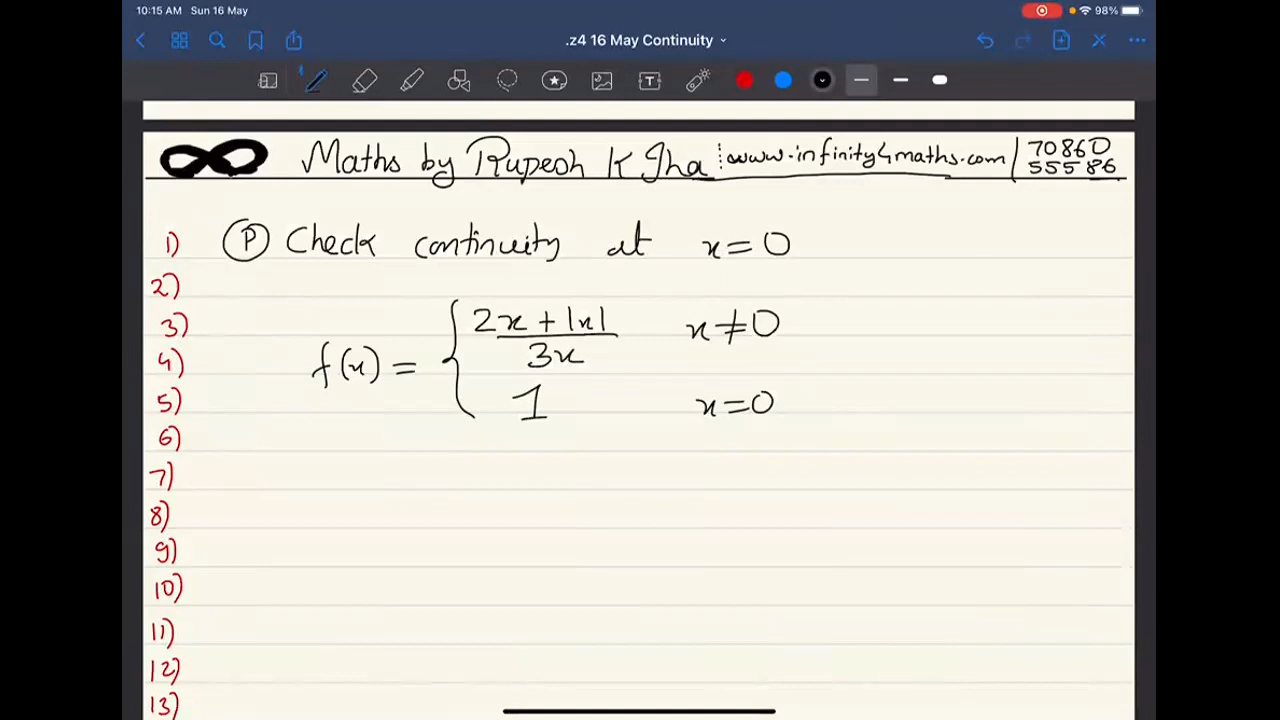 10:15 AM Sun 16 May 98%
.z4 16 May Continuity
Maths by Rupesh K Jha www.infinity4maths.com 70860
55586
1) P Check continuity at x=0
2)
3) 2x+|x| x≠0
f(x) = 3x
4)
5) 1 x=0
6)
7)
8)
9)
10)
11)
12)
13)